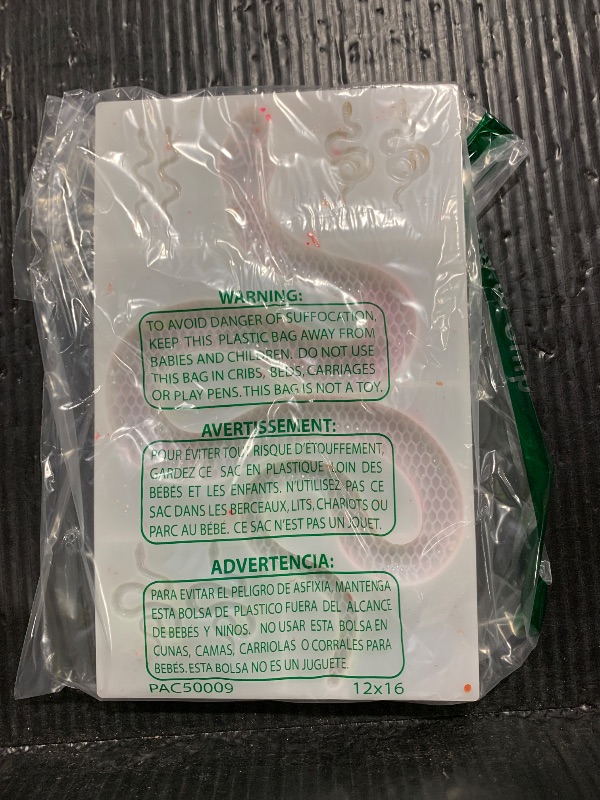 WARNING:
TO AVOID DANGER OF SUFFOCATION,
KEEP THIS PLASTIC BAG AWAY FROM
BABIES AND CHILDREN. DO NOT USE
THIS BAG IN CRIBS, BEDS, CARRIAGES
OR PLAY PENS. THIS BAG IS NOT A TOY.
AVERTISSEMENT:
POUR ÉVITER TOUT RISQUE D'ETOUFFEMENT,
GARDEZ CE SAC EN PLASTIQUE LOIN DES
BÉBÉS ET LES ENFANTS. N'UTILISEZ PAS CE
SAC DANS LES BERCEAUX, LITS, CHARIOTS OU
PARC AU BÉBÉ. CE SAC N'EST PAS UN JOUET.
ADVERTENCIA:
PARA EVITAR EL PELIGRO DE ASFIXIA, MANTENGA
ESTA BOLSA DE PLASTICO FUERA DEL ALCANCE
DE BEBÉS Y NIÑOS. NO USAR ESTA BOLSA EN
CUNAS, CAMAS, CARRIOLAS O CORRALES PARA
BEBÉS. ESTA BOLSA NO ES UN JUGUETE.
PAC50009 12x16